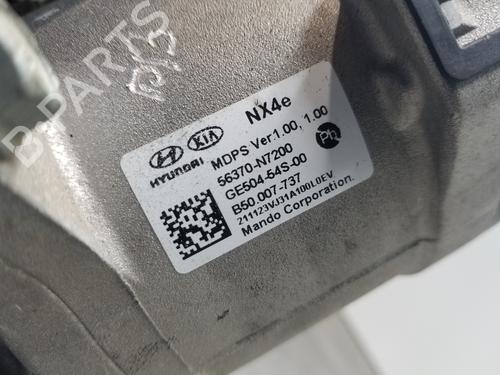 B-PARTS
HYUNDAI
KIA
NX4e
MDPS Ver.1.00, 1.00
56370-N7200
GE504-54S-00
B50.007-737
211123VJ31A100L0EV
Mando Corporation.
Ph